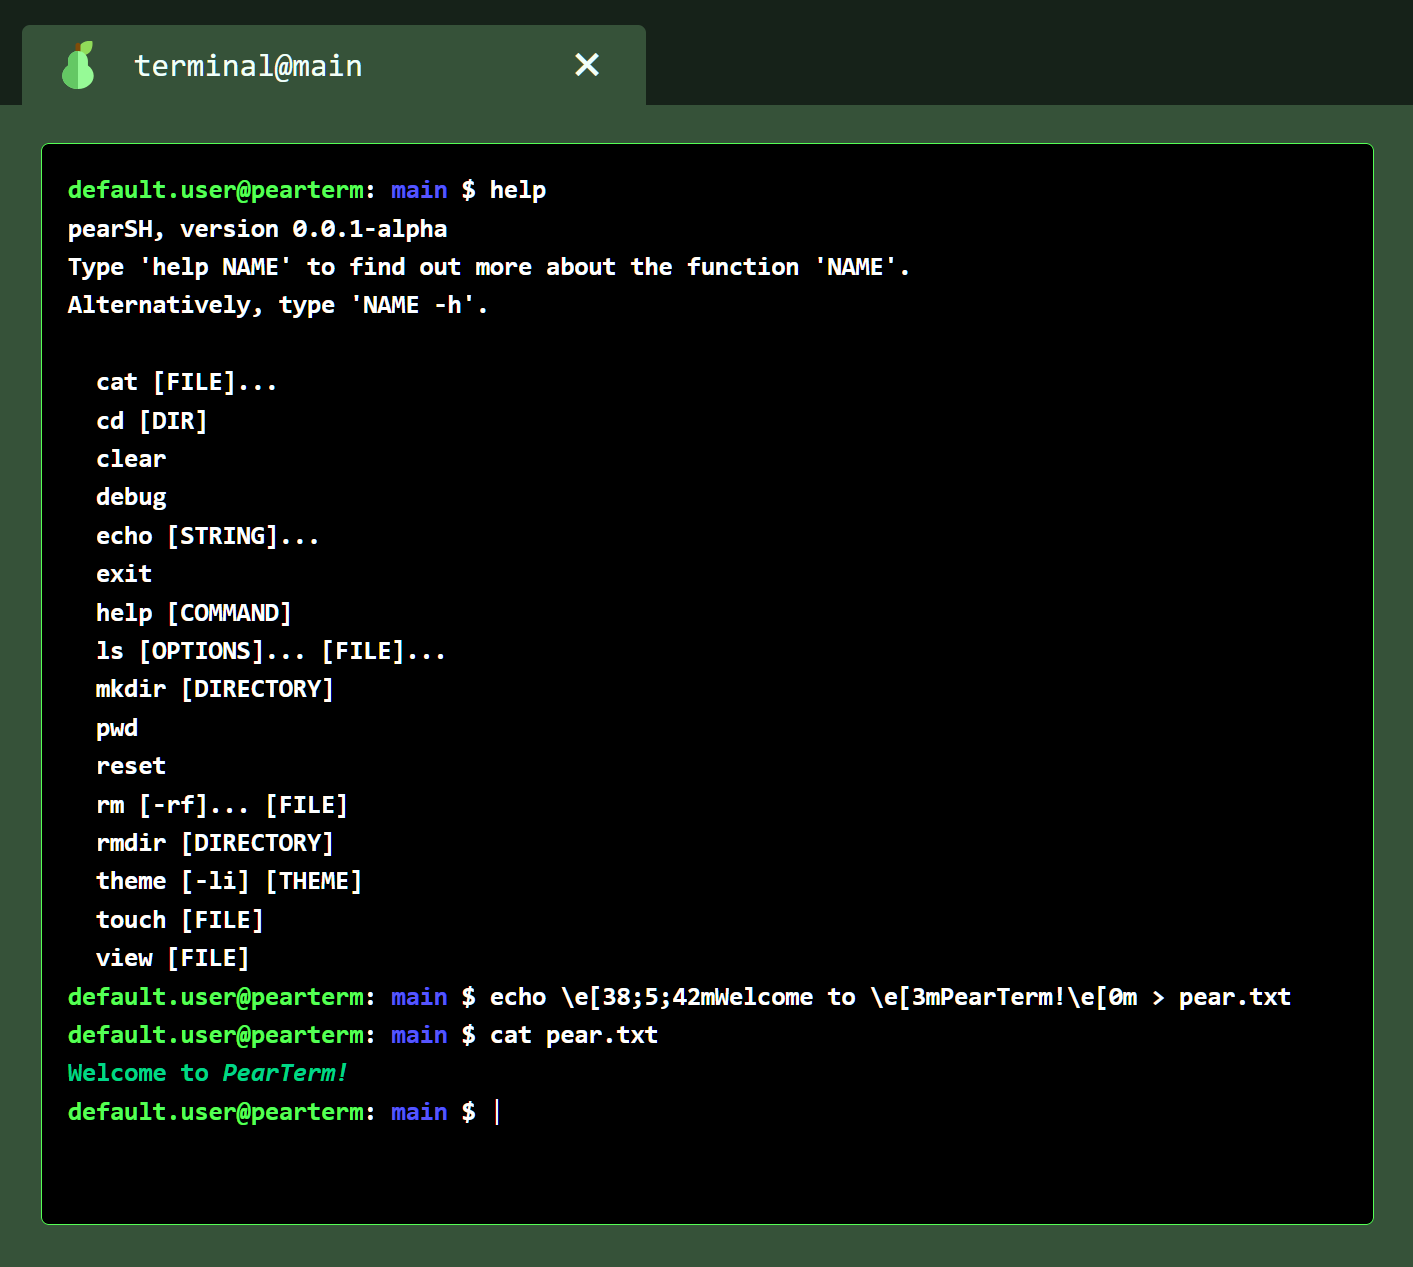 terminal@main
default.user@pearterm: main $ help
pearSH, version 0.0.1-alpha
Type 'help NAME' to find out more about the function 'NAME'.
Alternatively, type 'NAME -h'.
cat [FILE]...
cd [DIR]
clear
debug
echo [STRING]...
exit
help [COMMAND]
ls [OPTIONS]... [FILE]...
mkdir [DIRECTORY]
pwd
reset
rm [-rf]... [FILE]
rmdir [DIRECTORY]
theme [-li] [THEME]
touch [FILE]
view [FILE]
default.user@pearterm: main $ echo \e[38;5;42mWelcome to \e[3mPearTerm!\e[0m > pear.txt
default.user@pearterm: main $ cat pear.txt
Welcome to PearTerm!
default.user@pearterm: main $